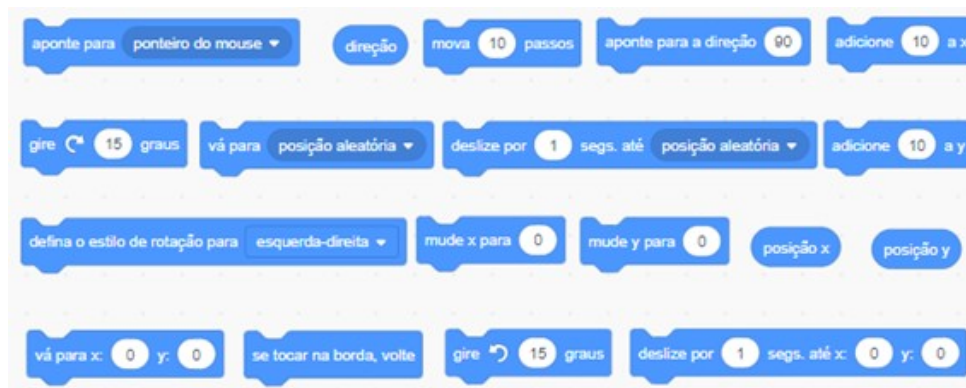 aponte para ponteiro do mouse direção mova 10 passos aponte para a direção 90 adicione 10 a x
gire 15 graus vá para posição aleatória deslize por 1 segs. até posição aleatória adicione 10 a y
defina o estilo de rotação para esquerda-direita mude x para 0 mude y para 0 posição x posição y
vá para x: 0 y: 0 se tocar na borda, volte gire 15 graus deslize por 1 segs. até x: 0 y: 0